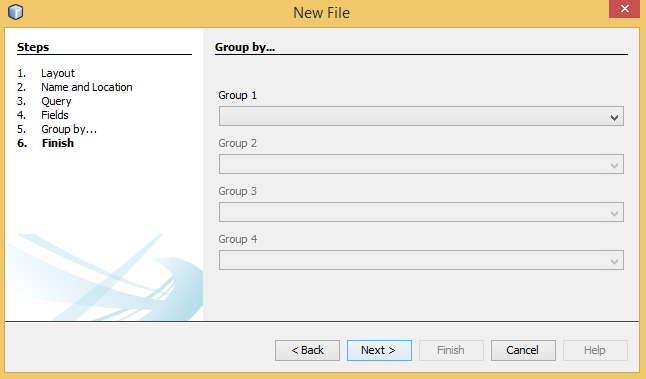 New File
Steps
1. Layout
2. Name and Location
3. Query
4. Fields
5. Group by...
6. Finish
Group by...
Group 1
Group 2
Group 3
Group 4
< Back Next > Finish Cancel Help